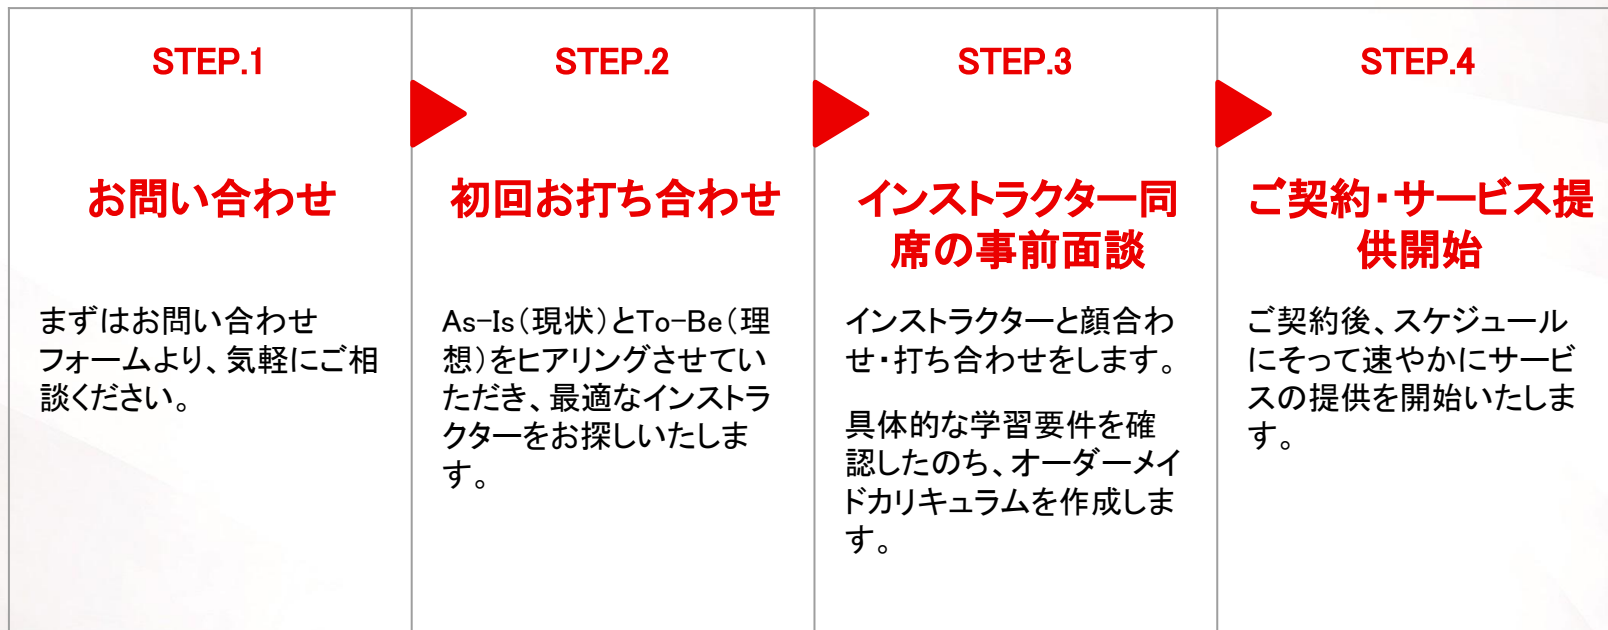 STEP.1
お問い合わせ
まずはお問い合わせ
フォームより、気軽にご相
談ください。
STEP.2
初回お打ち合わせ
As-Is(現状)とTo-Be(理
想)をヒアリングさせてい
ただき、最適なインストラ
クターをお探しいたしま
す。
STEP.3
インストラクター同
席の事前面談
インストラクターと顔合わ
せ・打ち合わせをします。
具体的な学習要件を確
認したのち、オーダーメイ
ドカリキュラムを作成しま
す。
STEP.4
ご契約・サービス提
供開始
ご契約後、スケジュール
にそって速やかにサービ
スの提供を開始いたしま
す。